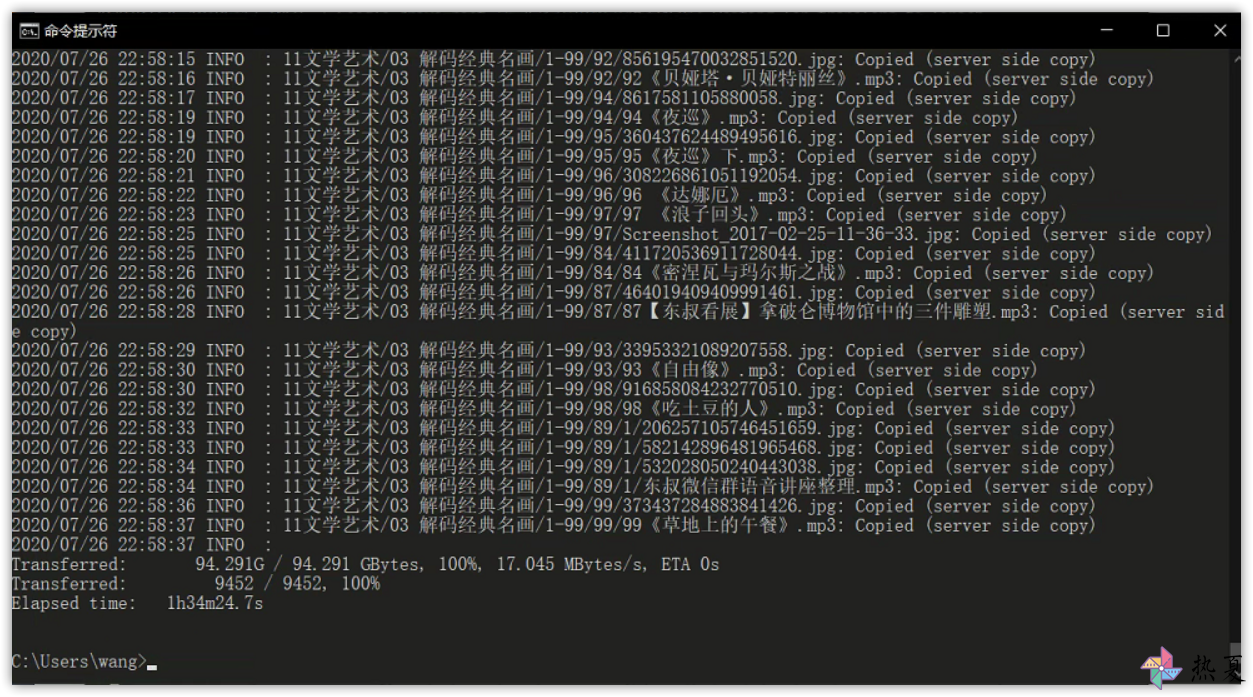 命令提示符
2020/07/26 22:58:15 INFO  : 11文学艺术/03 解码经典名画/1-99/92/856195470032851520.jpg: Copied (server side copy)
2020/07/26 22:58:16 INFO  : 11文学艺术/03 解码经典名画/1-99/92/92《贝娅塔·贝娅特丽丝》.mp3: Copied (server side copy)
2020/07/26 22:58:17 INFO  : 11文学艺术/03 解码经典名画/1-99/94/8617581105880058.jpg: Copied (server side copy)
2020/07/26 22:58:19 INFO  : 11文学艺术/03 解码经典名画/1-99/94/94《夜巡》.mp3: Copied (server side copy)
2020/07/26 22:58:19 INFO  : 11文学艺术/03 解码经典名画/1-99/95/360437624489495616.jpg: Copied (server side copy)
2020/07/26 22:58:20 INFO  : 11文学艺术/03 解码经典名画/1-99/95/95《夜巡》下.mp3: Copied (server side copy)
2020/07/26 22:58:21 INFO  : 11文学艺术/03 解码经典名画/1-99/96/308226861051192054.jpg: Copied (server side copy)
2020/07/26 22:58:22 INFO  : 11文学艺术/03 解码经典名画/1-99/96/96 《达娜厄》.mp3: Copied (server side copy)
2020/07/26 22:58:23 INFO  : 11文学艺术/03 解码经典名画/1-99/97/97 《浪子回头》.mp3: Copied (server side copy)
2020/07/26 22:58:25 INFO  : 11文学艺术/03 解码经典名画/1-99/97/Screenshot_2017-02-25-11-36-33.jpg: Copied (server side copy)
2020/07/26 22:58:25 INFO  : 11文学艺术/03 解码经典名画/1-99/84/411720536911728044.jpg: Copied (server side copy)
2020/07/26 22:58:26 INFO  : 11文学艺术/03 解码经典名画/1-99/84/84《密涅瓦与玛尔斯之战》.mp3: Copied (server side copy)
2020/07/26 22:58:26 INFO  : 11文学艺术/03 解码经典名画/1-99/87/464019409409991461.jpg: Copied (server side copy)
2020/07/26 22:58:28 INFO  : 11文学艺术/03 解码经典名画/1-99/87/87【东叔看展】拿破仑博物馆中的三件雕塑.mp3: Copied (server sid
e copy)
2020/07/26 22:58:29 INFO  : 11文学艺术/03 解码经典名画/1-99/93/33953321089207558.jpg: Copied (server side copy)
2020/07/26 22:58:30 INFO  : 11文学艺术/03 解码经典名画/1-99/93/93《自由像》.mp3: Copied (server side copy)
2020/07/26 22:58:30 INFO  : 11文学艺术/03 解码经典名画/1-99/98/916858084232770510.jpg: Copied (server side copy)
2020/07/26 22:58:32 INFO  : 11文学艺术/03 解码经典名画/1-99/98/98《吃土豆的人》.mp3: Copied (server side copy)
2020/07/26 22:58:33 INFO  : 11文学艺术/03 解码经典名画/1-99/89/1/206257105746451659.jpg: Copied (server side copy)
2020/07/26 22:58:33 INFO  : 11文学艺术/03 解码经典名画/1-99/89/1/582142896481965468.jpg: Copied (server side copy)
2020/07/26 22:58:34 INFO  : 11文学艺术/03 解码经典名画/1-99/89/1/532028050240443038.jpg: Copied (server side copy)
2020/07/26 22:58:34 INFO  : 11文学艺术/03 解码经典名画/1-99/89/1/东叔微信群语音讲座整理.mp3: Copied (server side copy)
2020/07/26 22:58:36 INFO  : 11文学艺术/03 解码经典名画/1-99/99/373437284883841426.jpg: Copied (server side copy)
2020/07/26 22:58:37 INFO  : 11文学艺术/03 解码经典名画/1-99/99/99《草地上的午餐》.mp3: Copied (server side copy)
2020/07/26 22:58:37 INFO  :
Transferred:       94.291G / 94.291 GBytes, 100%, 17.045 MBytes/s, ETA 0s
Transferred:         9452 / 9452, 100%
Elapsed time:   1h34m24.7s
C:\Users\wang>
热夏